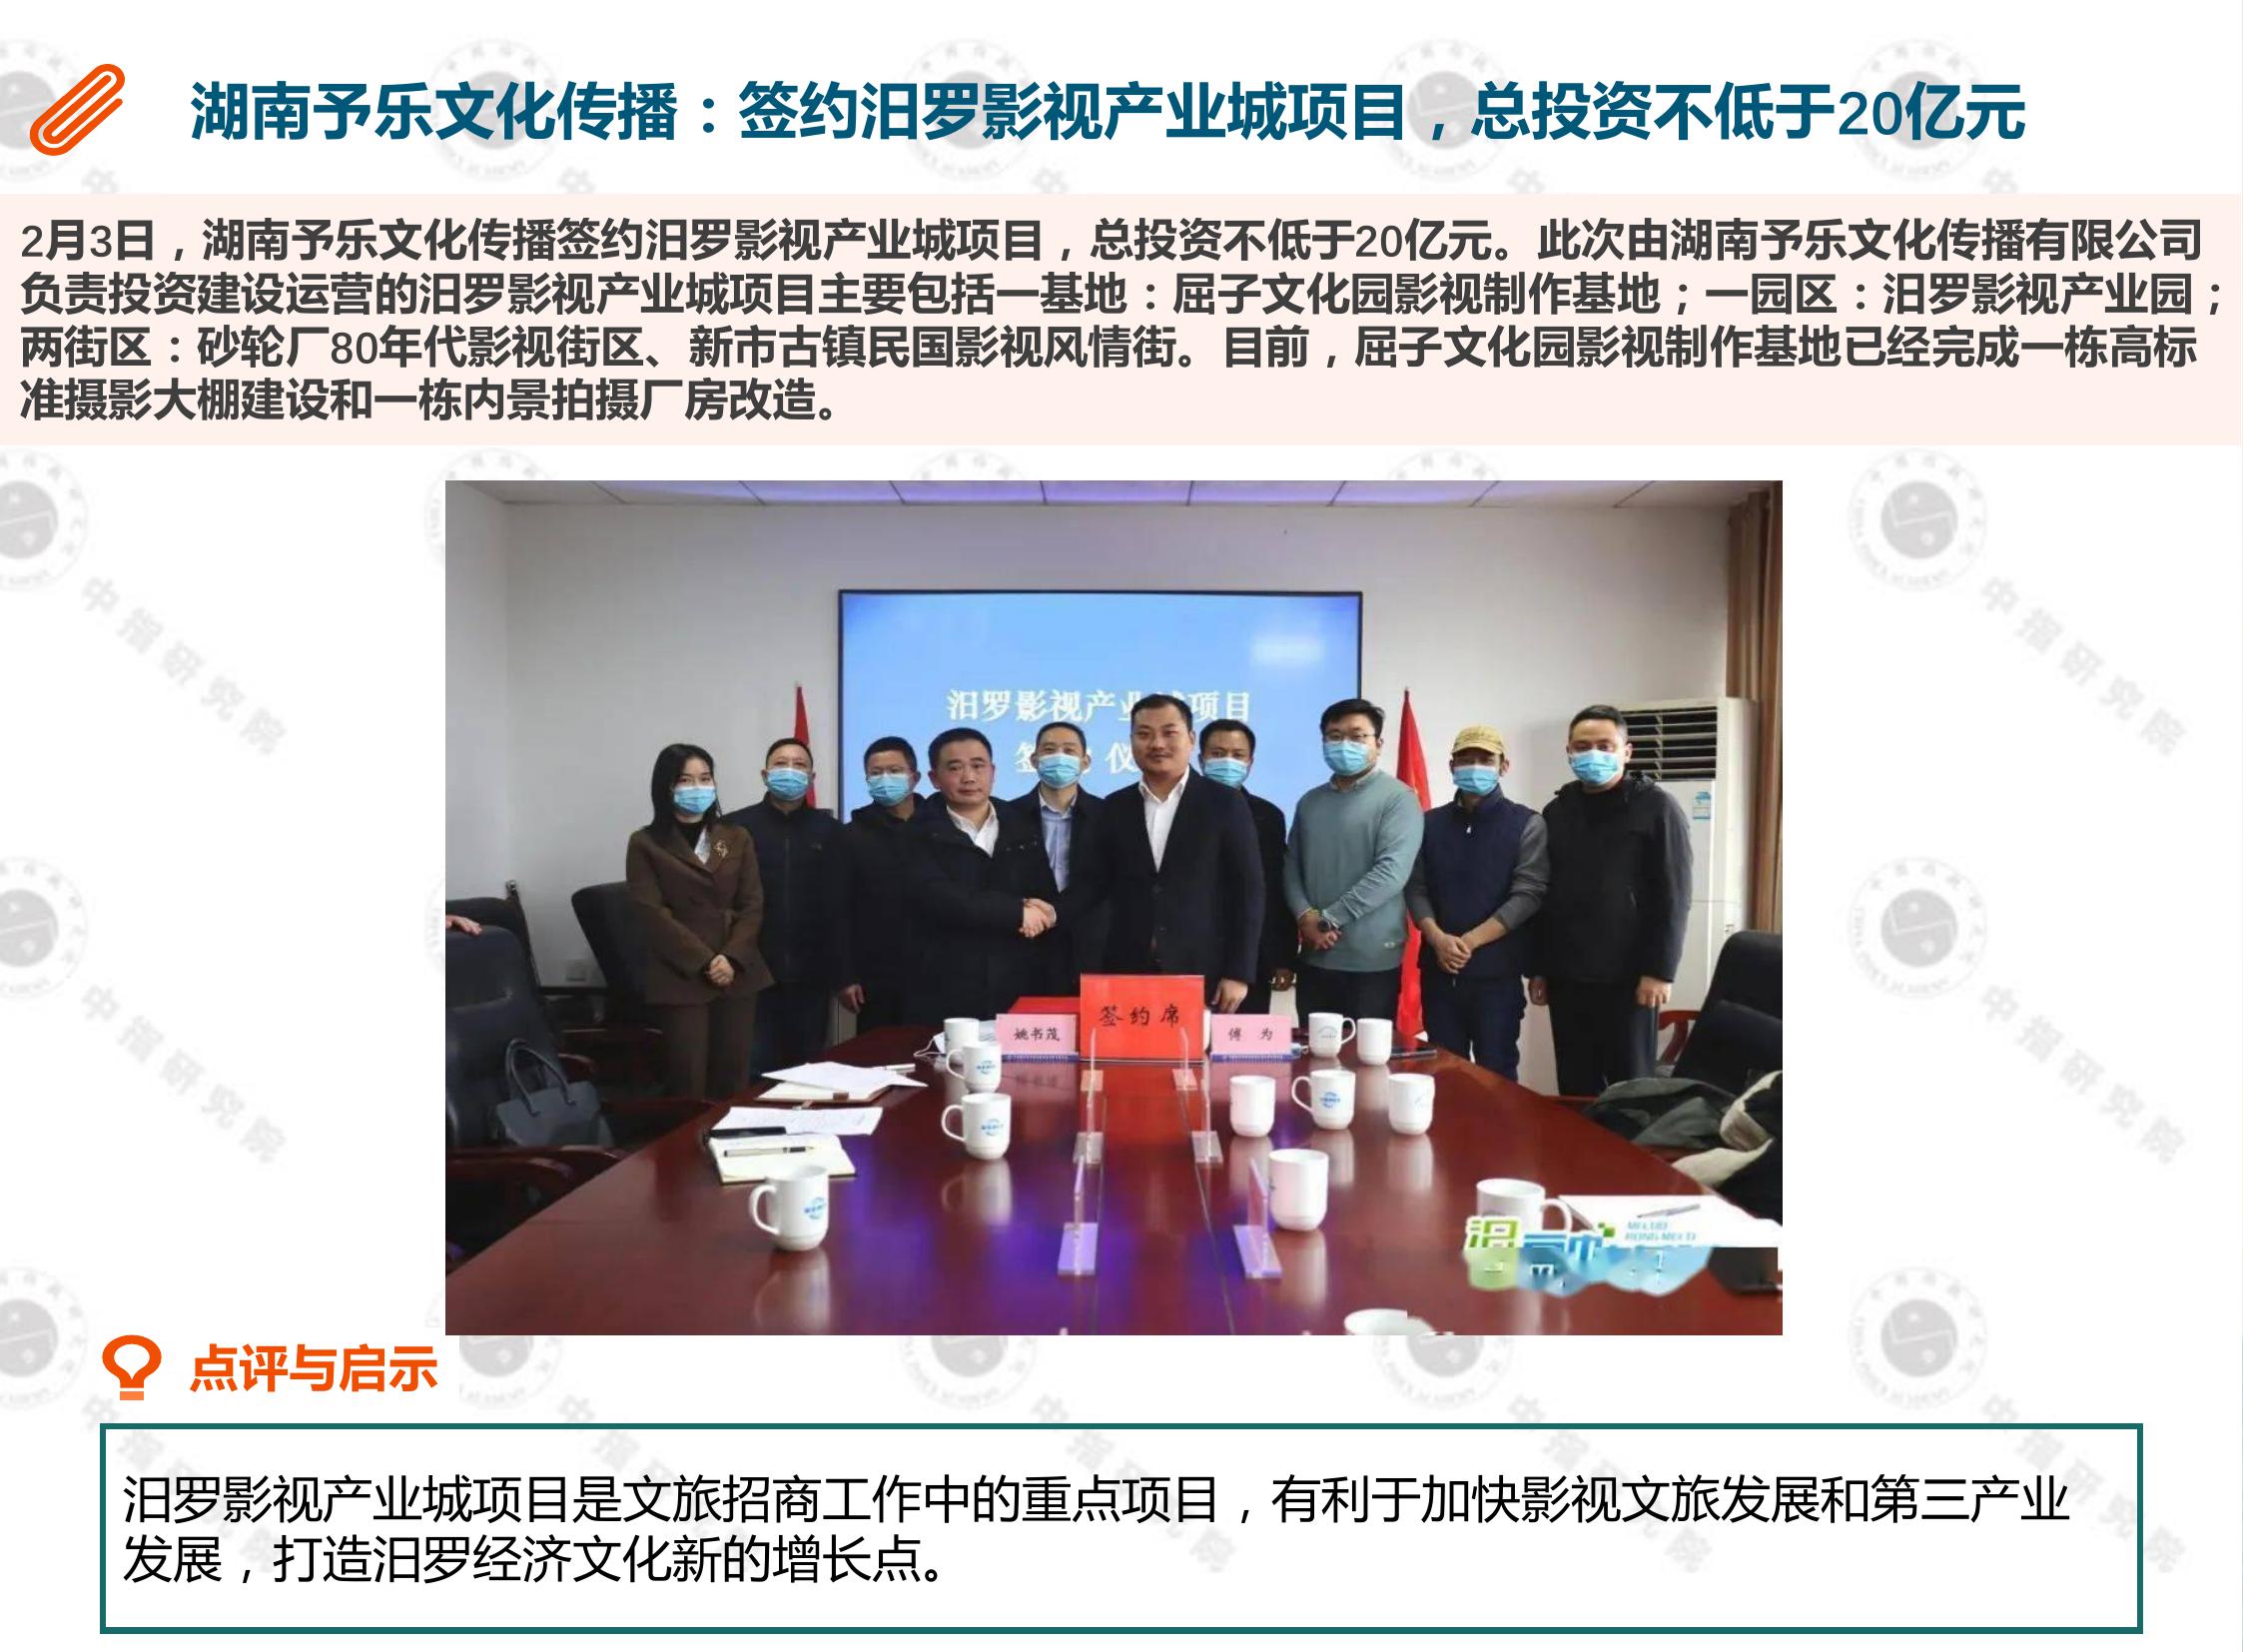 湖南予乐文化传播：签约汨罗影视产业城项目，总投资不低于20亿元
2月3日，湖南予乐文化传播签约汨罗影视产业城项目，总投资不低于20亿元。此次由湖南予乐文化传播有限公司
负责投资建设运营的汨罗影视产业城项目主要包括一基地：屈子文化园影视制作基地；一园区：汨罗影视产业园；
两街区：砂轮厂80年代影视街区、新市古镇民国影视风情街。目前，屈子文化园影视制作基地已经完成一栋高标
准摄影大棚建设和一栋内景拍摄厂房改造。
汨罗影视产业 项目
签 仪
姚书茂
签约席
傅 为
点评与启示
汨罗影视产业城项目是文旅招商工作中的重点项目，有利于加快影视文旅发展和第三产业
发展，打造汨罗经济文化新的增长点。
中指研究院